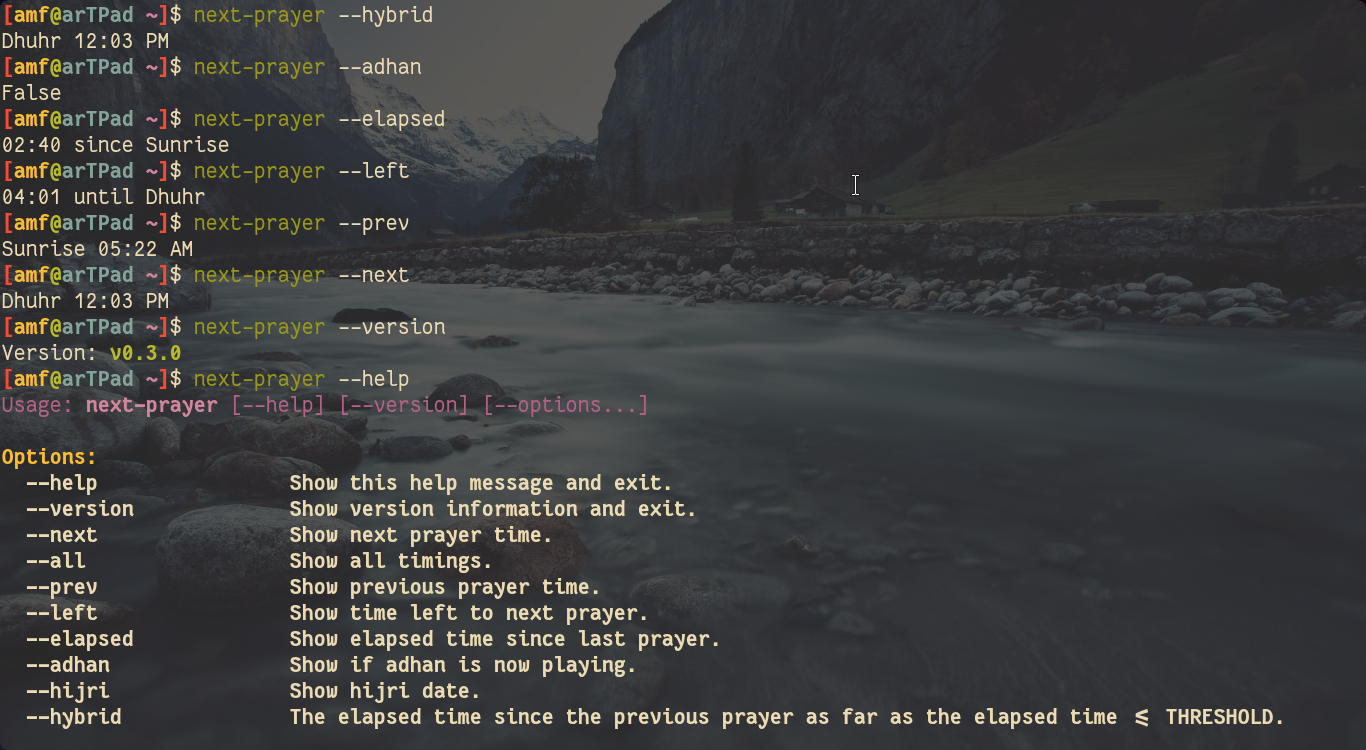 [amf@arTPad ~]$ next-prayer --hybrid
Dhuhr 12:03 PM
[amf@arTPad ~]$ next-prayer --adhan
False
[amf@arTPad ~]$ next-prayer --elapsed
02:40 since Sunrise
[amf@arTPad ~]$ next-prayer --left
04:01 until Dhuhr
[amf@arTPad ~]$ next-prayer --prev
Sunrise 05:22 AM
[amf@arTPad ~]$ next-prayer --next
Dhuhr 12:03 PM
[amf@arTPad ~]$ next-prayer --version
Version: v0.3.0
[amf@arTPad ~]$ next-prayer --help
Usage: next-prayer [--help] [--version] [--options...]

Options:
  --help                Show this help message and exit.
  --version             Show version information and exit.
  --next                Show next prayer time.
  --all                 Show all timings.
  --prev                Show previous prayer time.
  --left                Show time left to next prayer.
  --elapsed             Show elapsed time since last prayer.
  --adhan               Show if adhan is now playing.
  --hijri               Show hijri date.
  --hybrid              The elapsed time since the previous prayer as far as the elapsed time ⩽ THRESHOLD.